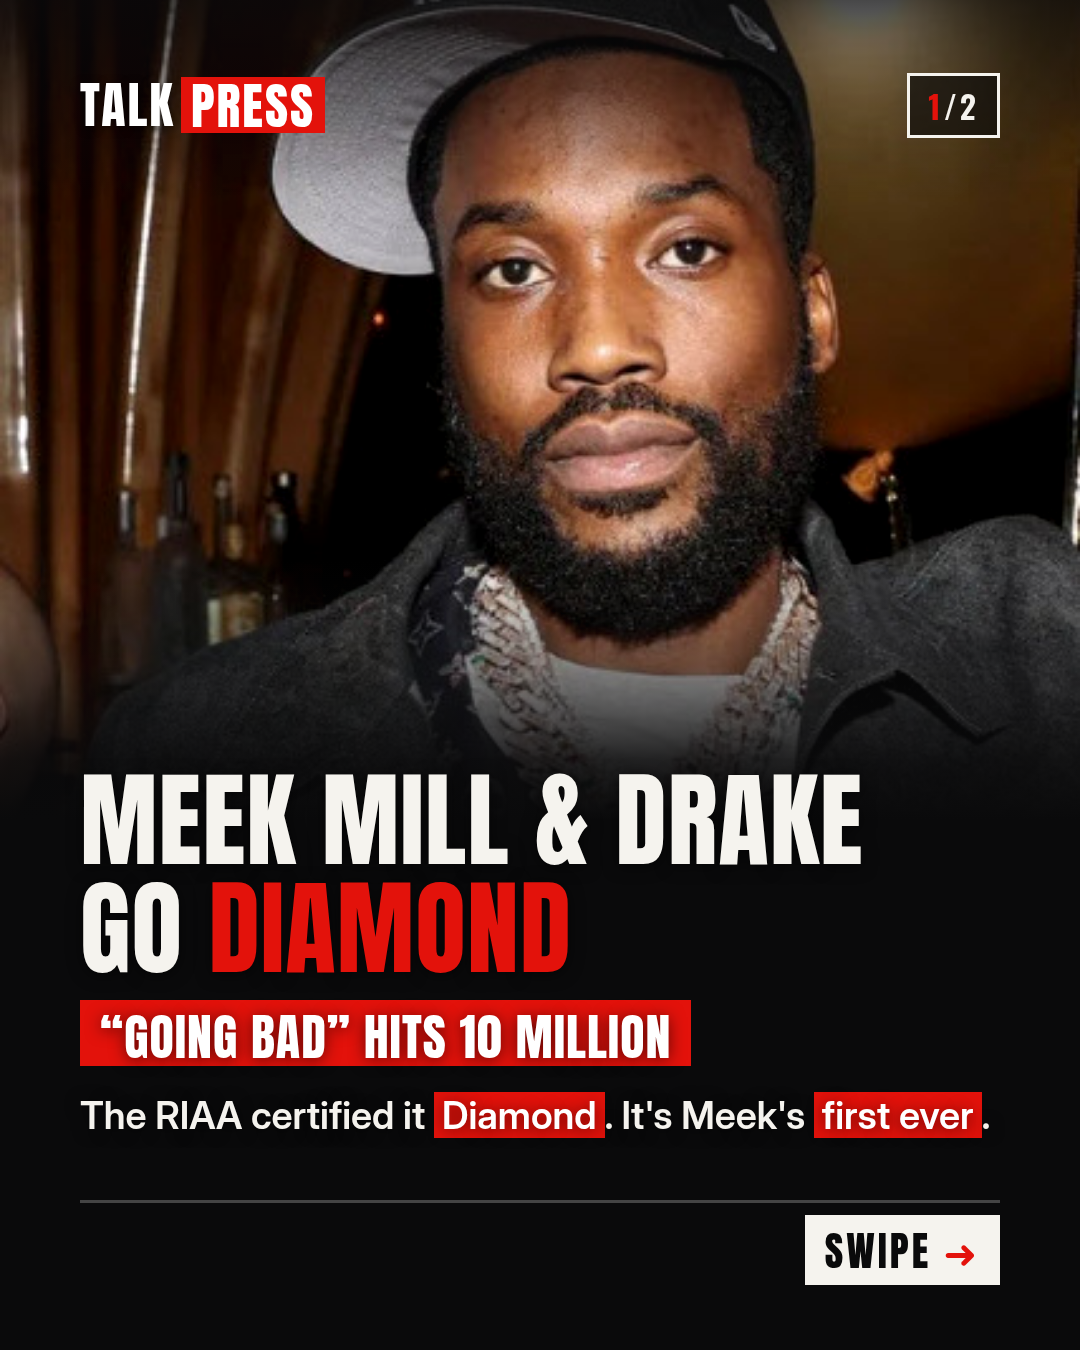 TALK PRESS
1/2
MEEK MILL & DRAKE
GO DIAMOND
“GOING BAD” HITS 10 MILLION
The RIAA certified it Diamond. It's Meek's first ever.
SWIPE →